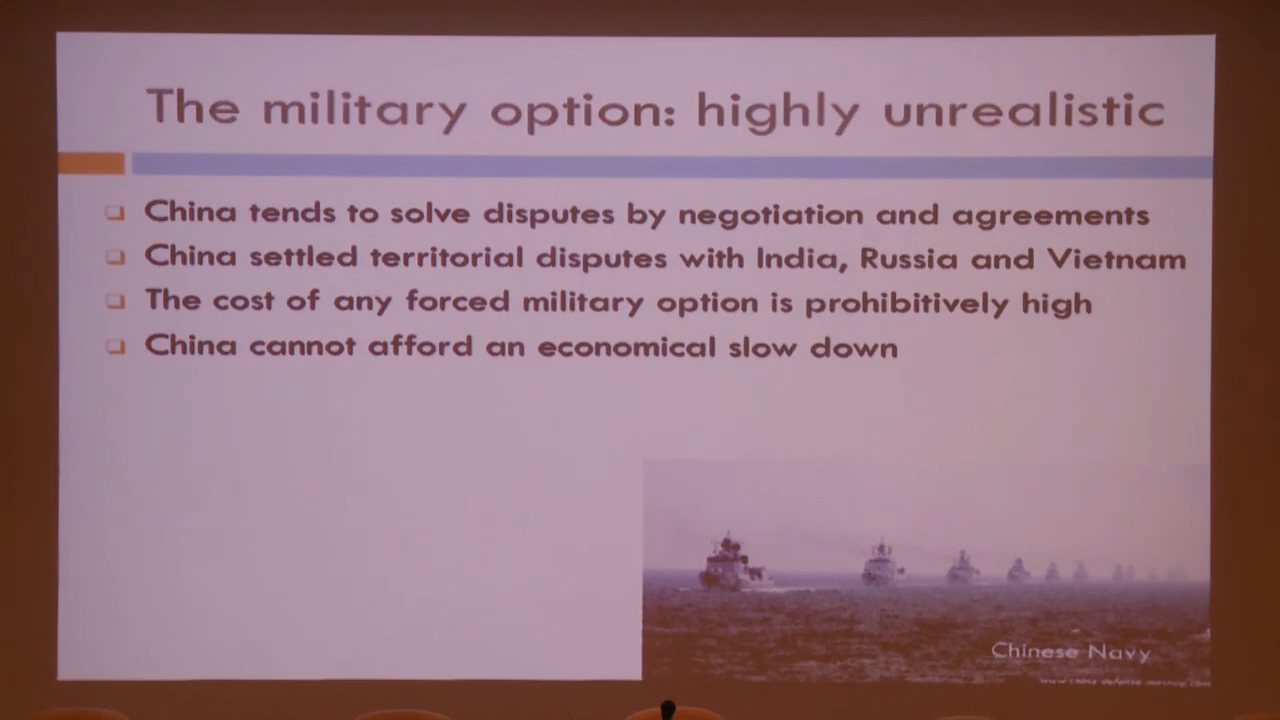 The military option: highly unrealistic
China tends to solve disputes by negotiation and agreements
China settled territorial disputes with India, Russia and Vietnam
The cost of any forced military option is prohibitively high
China cannot afford an economical slow down
Chinese Navy